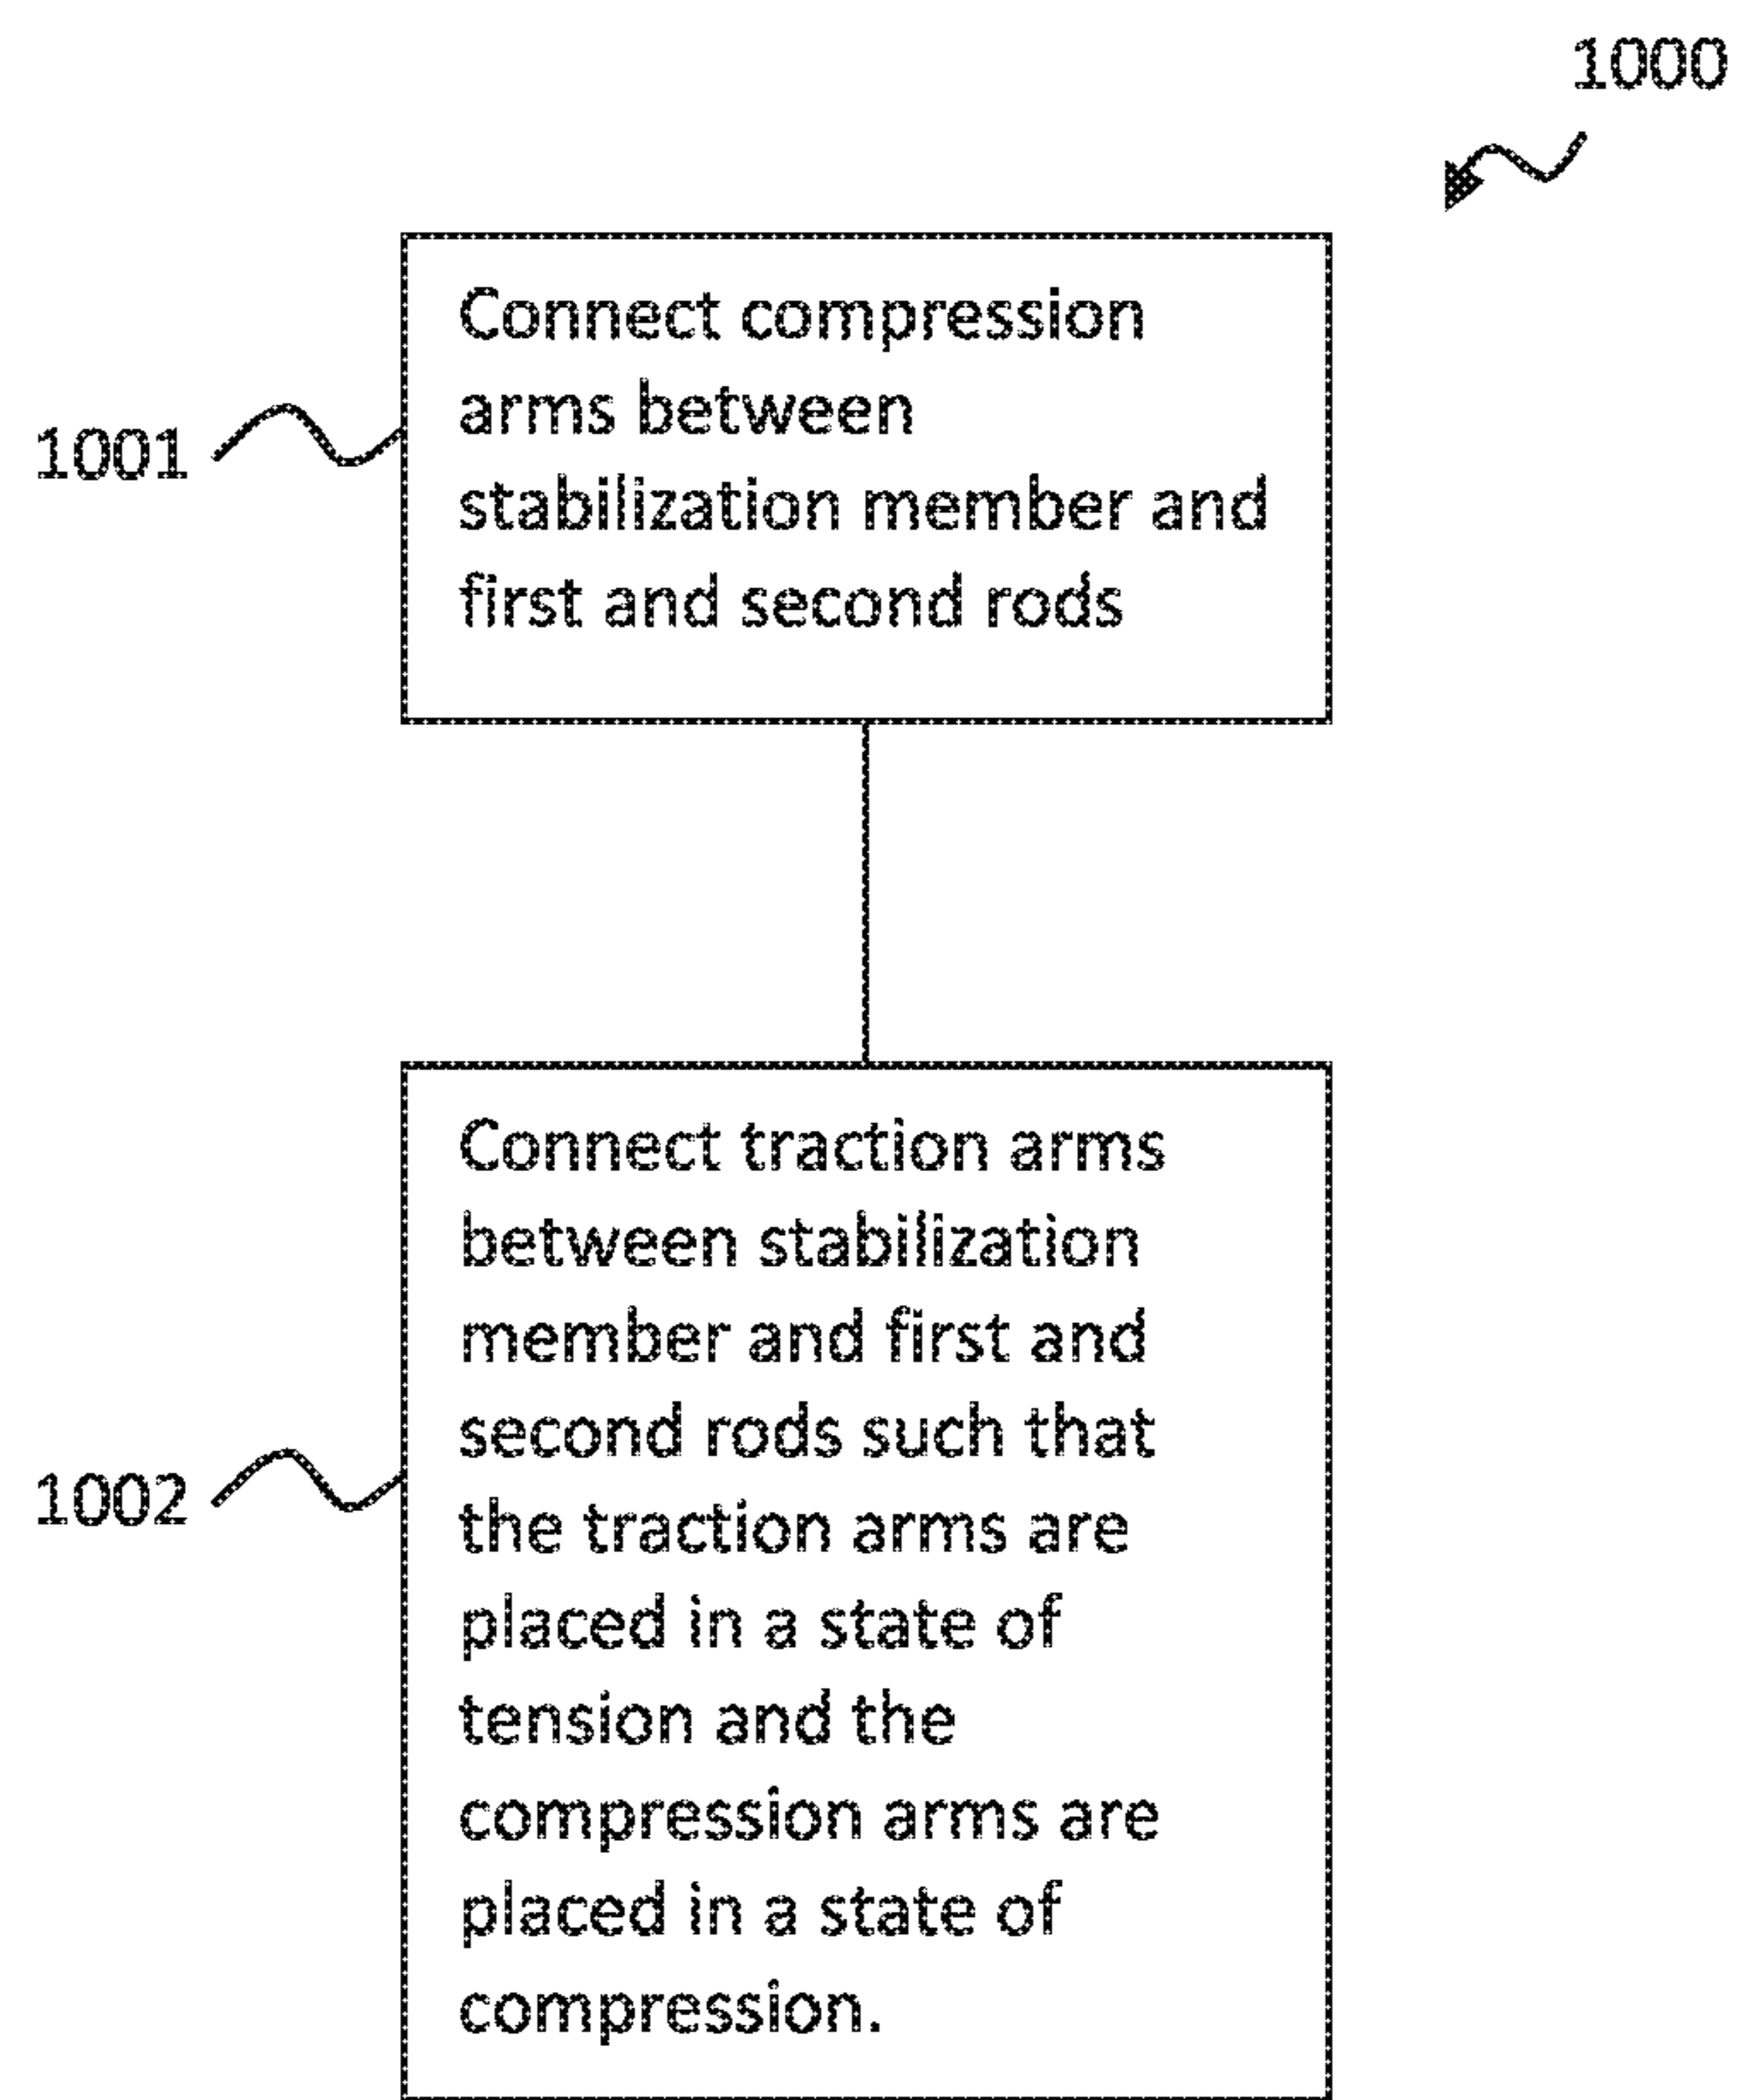 1000
Connect compression
arms between
stabilization member and
first and second rods
1001
Connect traction arms
between stabilization
member and first and
second rods such that
the traction arms are
placed in a state of
tension and the
compression arms are
placed in a state of
compression.
1002